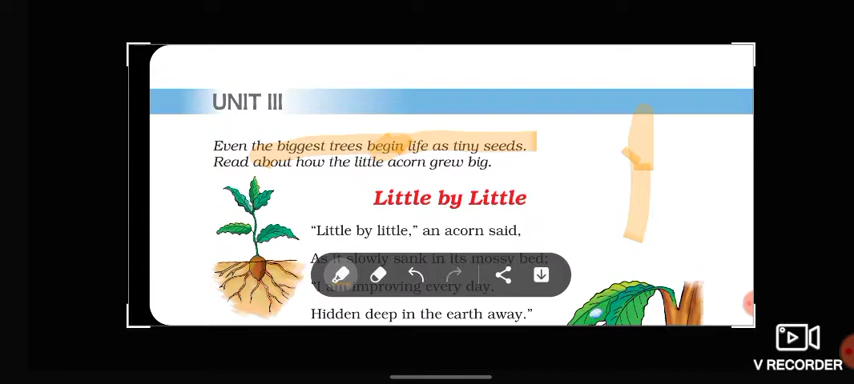 UNIT III
Even the biggest trees begin life as tiny seeds.
Read about how the little acorn grew big.
Little by Little
“Little by little,” an acorn said,
As it slowly sank in its mossy bed;
“I am improving every day,
Hidden deep in the earth away.”
V RECORDER